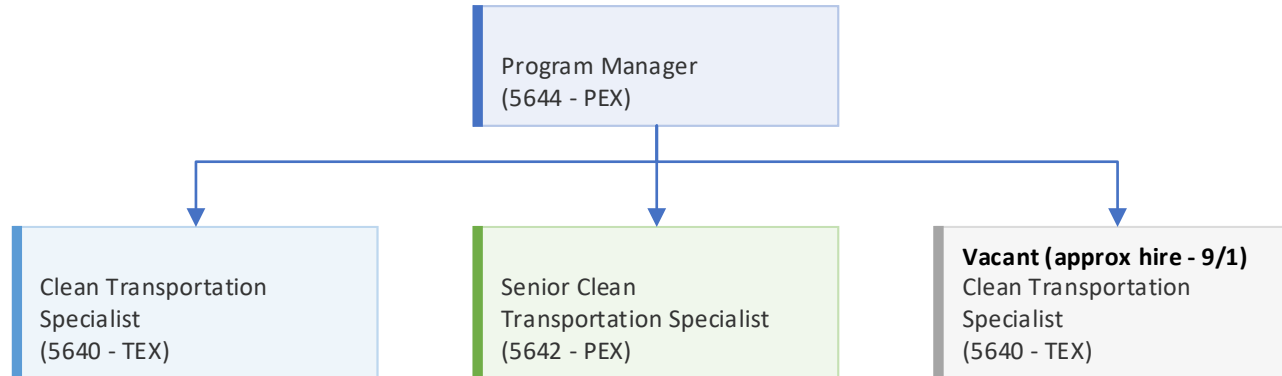 Program Manager
(5644 - PEX)
Clean Transportation
Specialist
(5640 - TEX)
Senior Clean
Transportation Specialist
(5642 - PEX)
Vacant (approx hire - 9/1)
Clean Transportation
Specialist
(5640 - TEX)